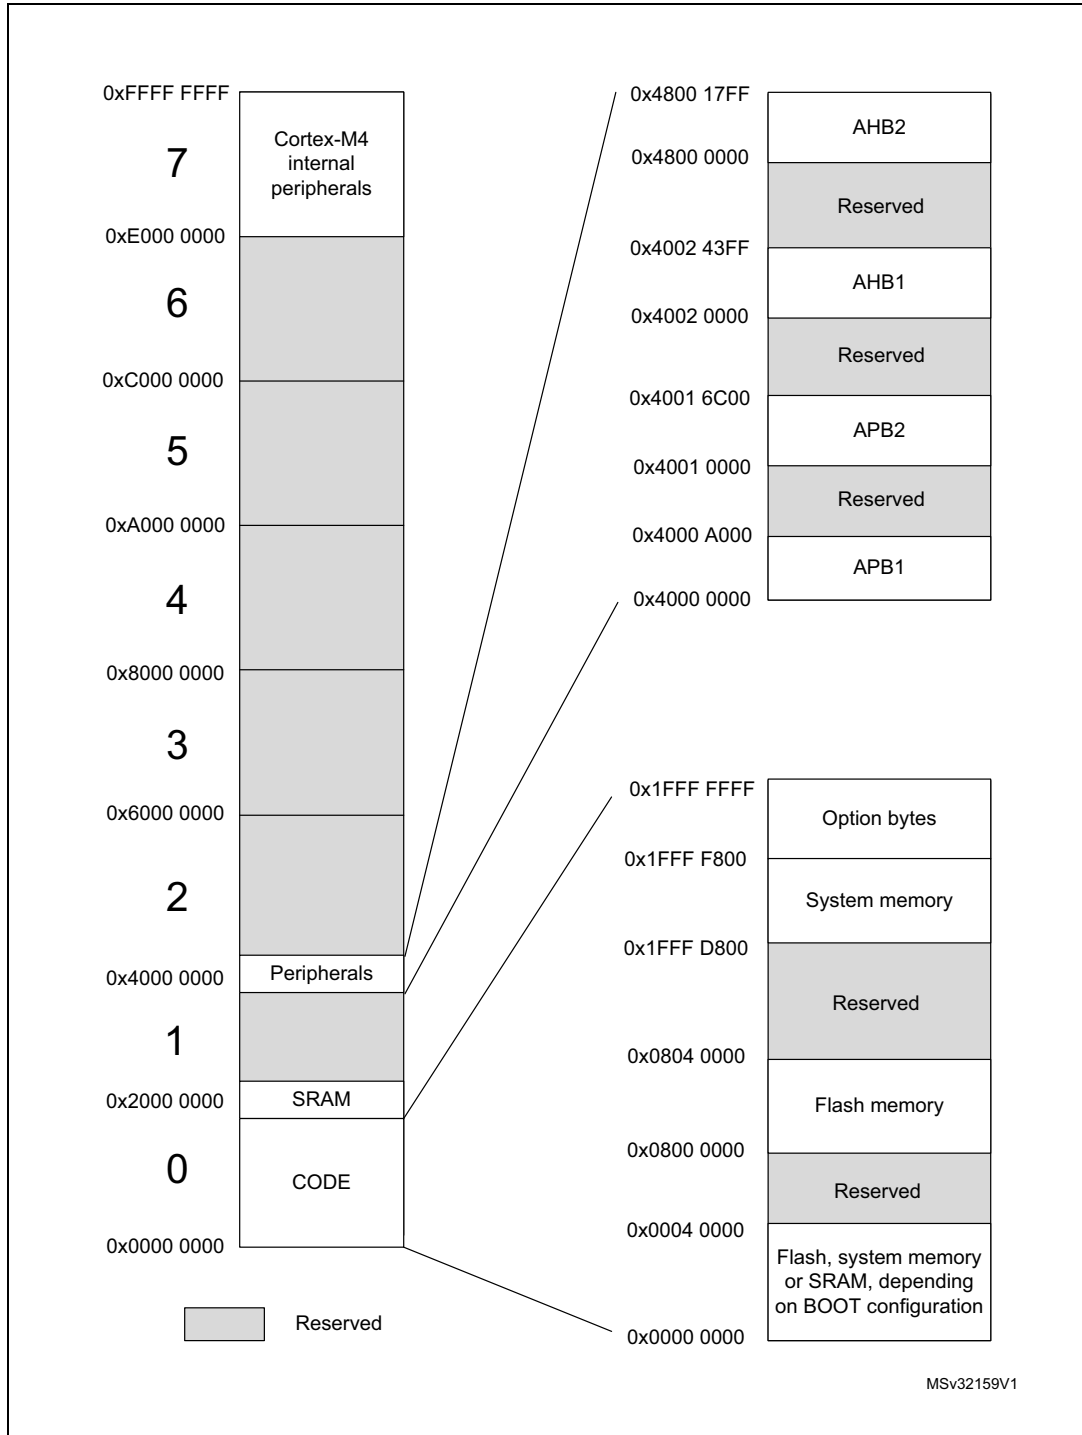 0xFFFF FFFF
7
Cortex-M4
internal
peripherals
0xE000 0000
6
0xC000 0000
5
0xA000 0000
4
0x8000 0000
3
0x6000 0000
2
0x4000 0000
Peripherals
1
0x2000 0000
SRAM
0
CODE
0x0000 0000
Reserved
0x4800 17FF
AHB2
0x4800 0000
Reserved
0x4002 43FF
AHB1
0x4002 0000
Reserved
0x4001 6C00
APB2
0x4001 0000
Reserved
0x4000 A000
APB1
0x4000 0000
0x1FFF FFFF
Option bytes
0x1FFF F800
System memory
0x1FFF D800
Reserved
0x0804 0000
Flash memory
0x0800 0000
Reserved
0x0004 0000
Flash, system memory
or SRAM, depending
on BOOT configuration
0x0000 0000
MSv32159V1